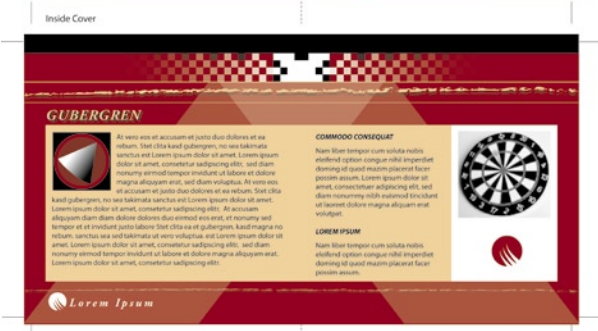 Inside Cover
GUBERGREN
At vero eos et accusam et justo duo dolores et ea
rebum. Stet clita kasd gubergren, no sea takimata
sanctus est Lorem ipsum dolor sit amet. Lorem ipsum
dolor sit amet, consetetur sadipscing elitr, sed diam
nonumy eirmod tempor invidunt ut labore et dolore
magna aliquyam erat, sed diam voluptua. At vero eos
et accusam et justo duo dolores et ea rebum. Stet clita
kasd gubergren, no sea takimata sanctus est Lorem ipsum dolor sit amet.
Lorem ipsum dolor sit amet, consetetur sadipscing elitr. At accusam
aliquyam diam diam dolore dolores duo eirmod eos erat, et nonumy sed
tempor et et invidunt justo labore Stet clita ea et gubergren, kasd magna no
rebum. sanctus sea sed takimata ut vero voluptua. est Lorem ipsum dolor sit
amet. Lorem ipsum dolor sit amet, consetetur sadipscing elitr, sed diam
nonumy eirmod tempor invidunt ut labore et dolore magna aliquyam erat.
Lorem ipsum dolor sit amet, consetetur sadipscing elitr.
COMMODO CONSEQUAT
Nam liber tempor cum soluta nobis
eleifend option congue nihil imperdiet
doming id quod mazim placerat facer
possim assum. Lorem ipsum dolor sit
amet, consectetuer adipiscing elit, sed
diam nonummy nibh euismod tincidunt
ut laoreet dolore magna aliquam erat
volutpat.
LOREM IPSUM
Nam liber tempor cum soluta nobis
eleifend option congue nihil imperdiet
doming id quod mazim placerat facer
possim assum.
Lorem Ipsum